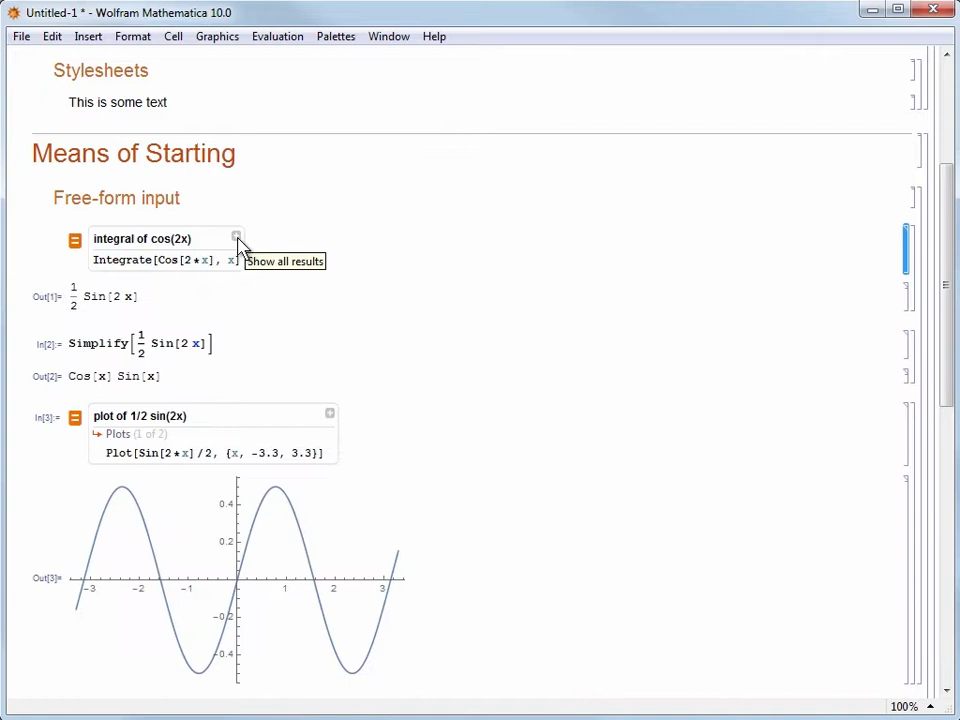 Untitled-1 * - Wolfram Mathematica 10.0
File Edit Insert Format Cell Graphics Evaluation Palettes Window Help
Stylesheets
This is some text
Means of Starting
Free-form input
integral of cos(2x)
Integrate[Cos[2*x], x]
Show all results
Out[1]= 1/2 Sin[2 x]
In[2]:= Simplify[1/2 Sin[2 x]]
Out[2]= Cos[x] Sin[x]
In[3]:= plot of 1/2 sin(2x)
Plots (1 of 2)
Plot[Sin[2*x]/2, {x, -3.3, 3.3}]
0.4
0.2
Out[3]=
-3 -2 -1 1 2 3
-0.2
-0.4
100%